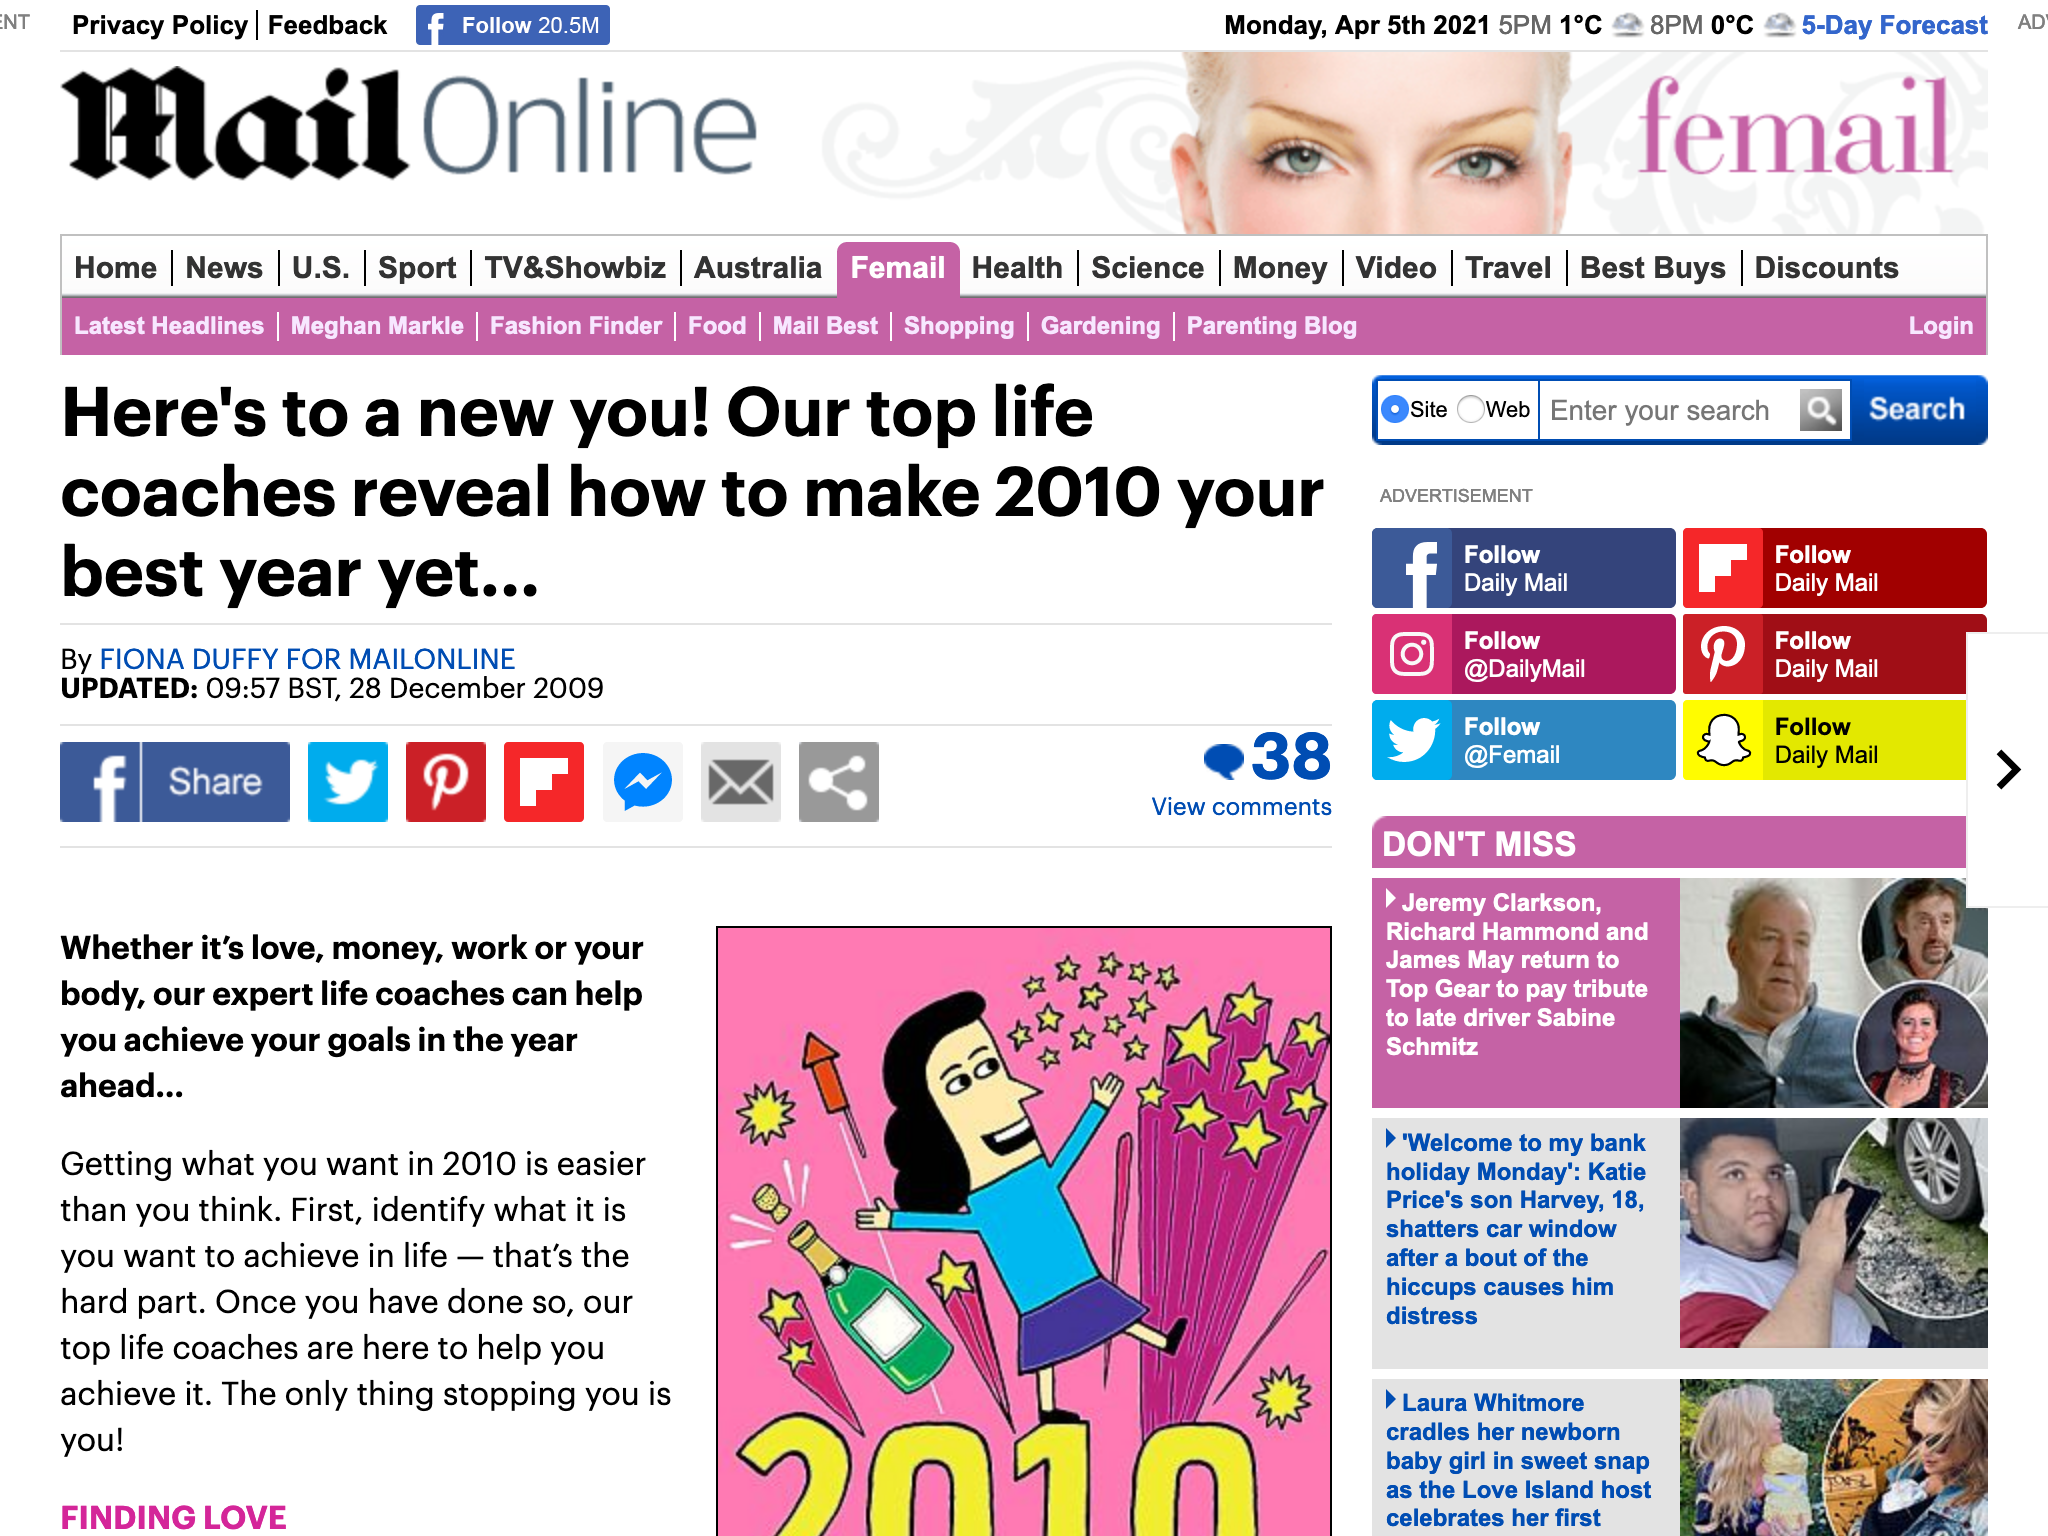 ENT
Privacy Policy Feedback
Follow 20.5M
Monday, Apr 5th 2021 5PM 1°C 8PM 0°C 5-Day Forecast
Mail Online
femail
Home News U.S. Sport TV&Showbiz Australia Femail Health Science Money Video Travel Best Buys Discounts
Latest Headlines Meghan Markle Fashion Finder Food Mail Best Shopping Gardening Parenting Blog Login
Here's to a new you! Our top life
coaches reveal how to make 2010 your
best year yet...
By FIONA DUFFY FOR MAILONLINE
UPDATED: 09:57 BST, 28 December 2009
Share
38
View comments
Whether it’s love, money, work or your
body, our expert life coaches can help
you achieve your goals in the year
ahead...
Getting what you want in 2010 is easier
than you think. First, identify what it is
you want to achieve in life — that’s the
hard part. Once you have done so, our
top life coaches are here to help you
achieve it. The only thing stopping you is
you!
FINDING LOVE
2010
Site Web Enter your search Search
ADVERTISEMENT
Follow
Daily Mail
Follow
Daily Mail
Follow
@DailyMail
Follow
Daily Mail
Follow
@Femail
Follow
Daily Mail
DON'T MISS
Jeremy Clarkson,
Richard Hammond and
James May return to
Top Gear to pay tribute
to late driver Sabine
Schmitz
'Welcome to my bank
holiday Monday': Katie
Price's son Harvey, 18,
shatters car window
after a bout of the
hiccups causes him
distress
Laura Whitmore
cradles her newborn
baby girl in sweet snap
as the Love Island host
celebrates her first